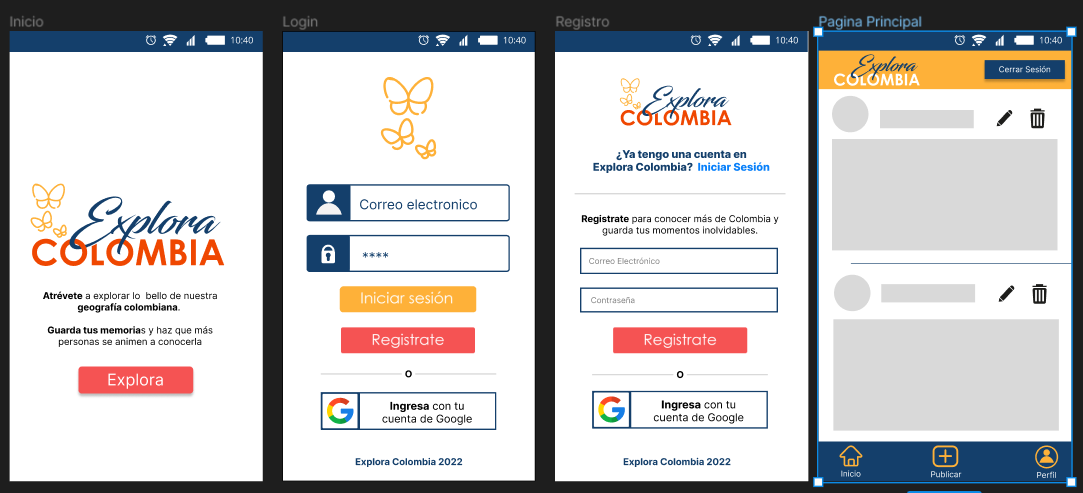 Inicio
10:40
Explora
COLOMBIA
Atrévete a explorar lo bello de nuestra
geografía colombiana.
Guarda tus memorias y haz que más
personas se animen a conocerla
Explora
Login
10:40
Correo electronico
****
Iniciar sesión
Registrate
O
G
Ingresa con tu
cuenta de Google
Explora Colombia 2022
Registro
10:40
Explora
COLOMBIA
¿Ya tengo una cuenta en
Explora Colombia? Iniciar Sesión
Registrate para conocer más de Colombia y
guarda tus momentos inolvidables.
Correo Electrónico
Contraseña
Registrate
O
G
Ingresa con tu
cuenta de Google
Explora Colombia 2022
Pagina Principal
10:40
Explora
COLOMBIA
Cerrar Sesión
Inicio
Publicar
Perfil